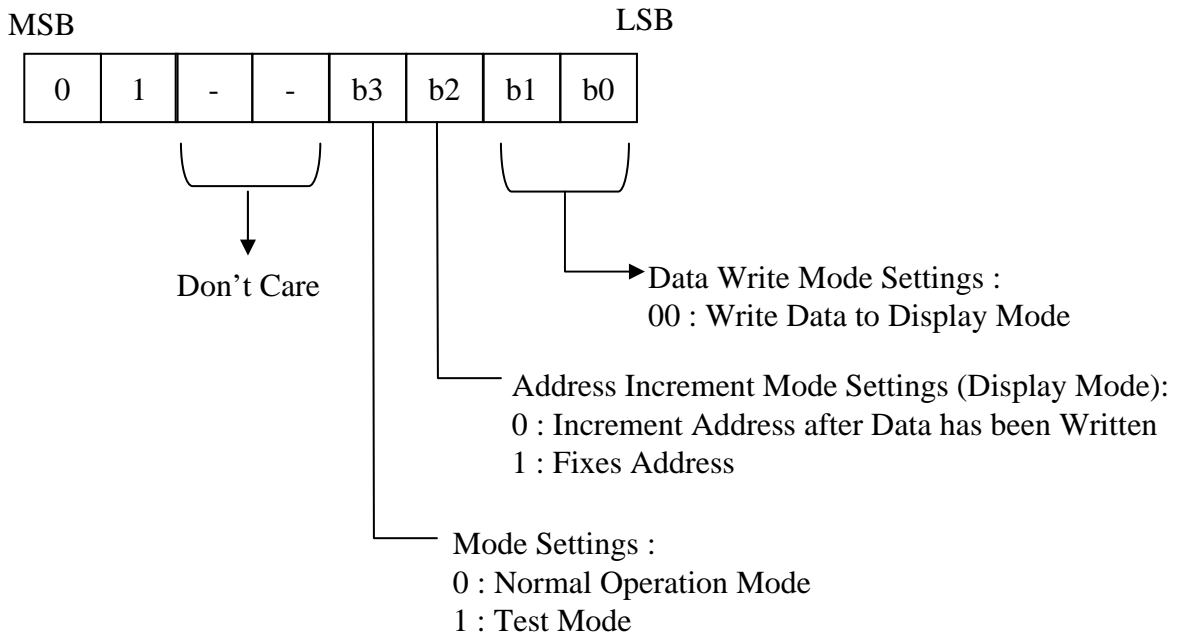 MSB LSB
0 1 - - b3 b2 b1 b0
Don’t Care
Data Write Mode Settings :
00 : Write Data to Display Mode
Address Increment Mode Settings (Display Mode):
0 : Increment Address after Data has been Written
1 : Fixes Address
Mode Settings :
0 : Normal Operation Mode
1 : Test Mode